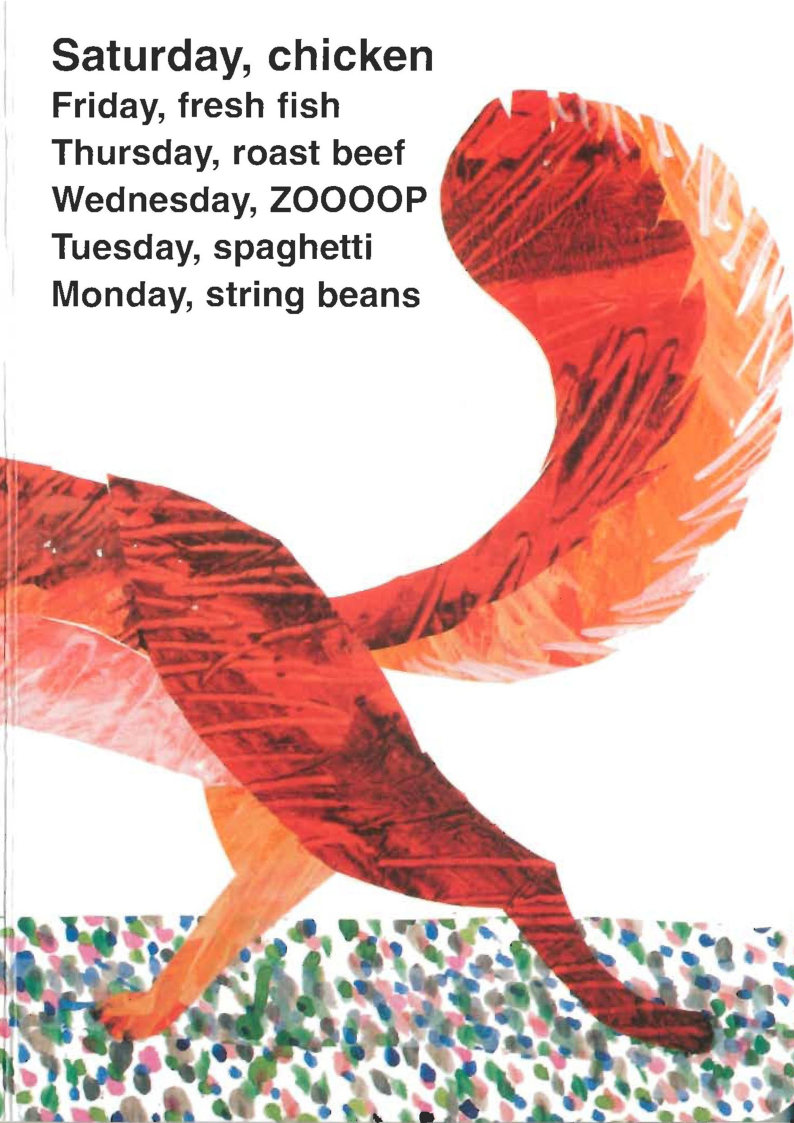 Saturday, chicken
Friday, fresh fish
Thursday, roast beef
Wednesday, ZOOOOP
Tuesday, spaghetti
Monday, string beans